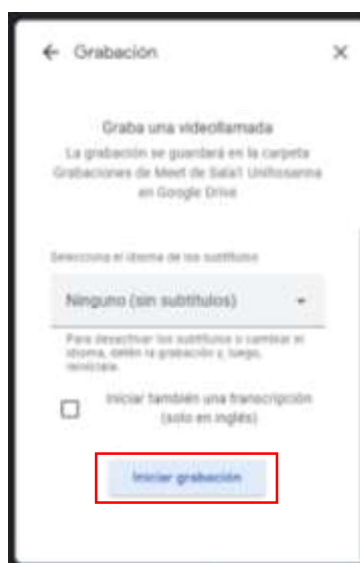 Grabación
Graba una videollamada
La grabación se guardará en la carpeta
Grabaciones de Meet de Sala1 Unihosanna
en Google Drive
Selecciona el idioma de los subtítulos
Ninguno (sin subtítulos)
Para desactivar los subtítulos o cambiar el
idioma, detén la grabación y, luego,
reiníciala.
Iniciar también una transcripción
(solo en inglés)
Iniciar grabación